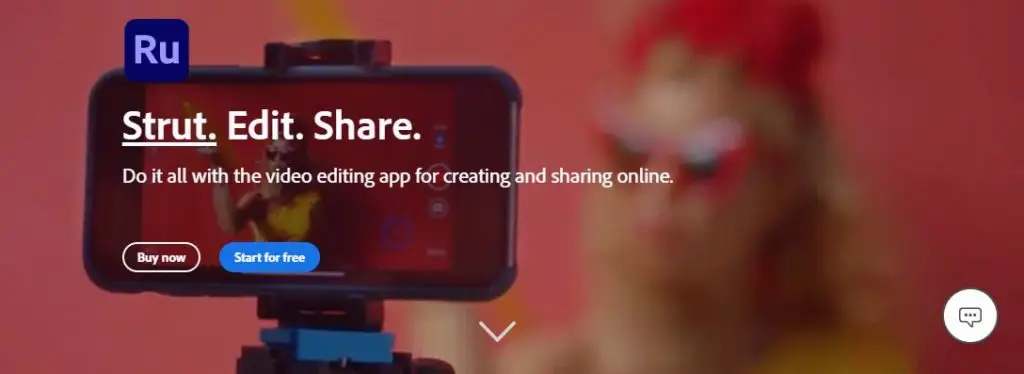 Ru
Strut. Edit. Share.
Do it all with the video editing app for creating and sharing online.
Buy now
Start for free